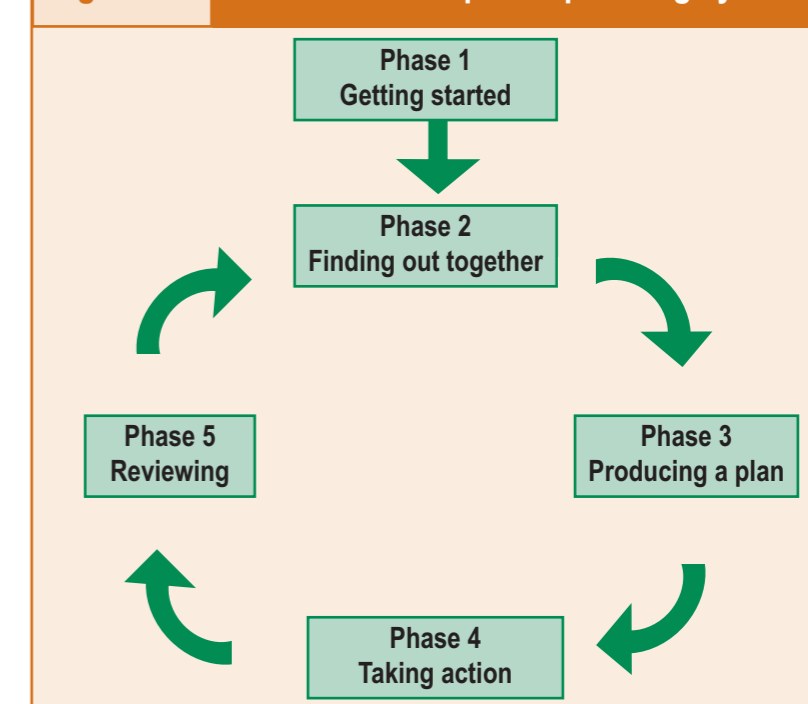 Phase 1
Getting started
Phase 2
Finding out together
Phase 5
Reviewing
Phase 3
Producing a plan
Phase 4
Taking action